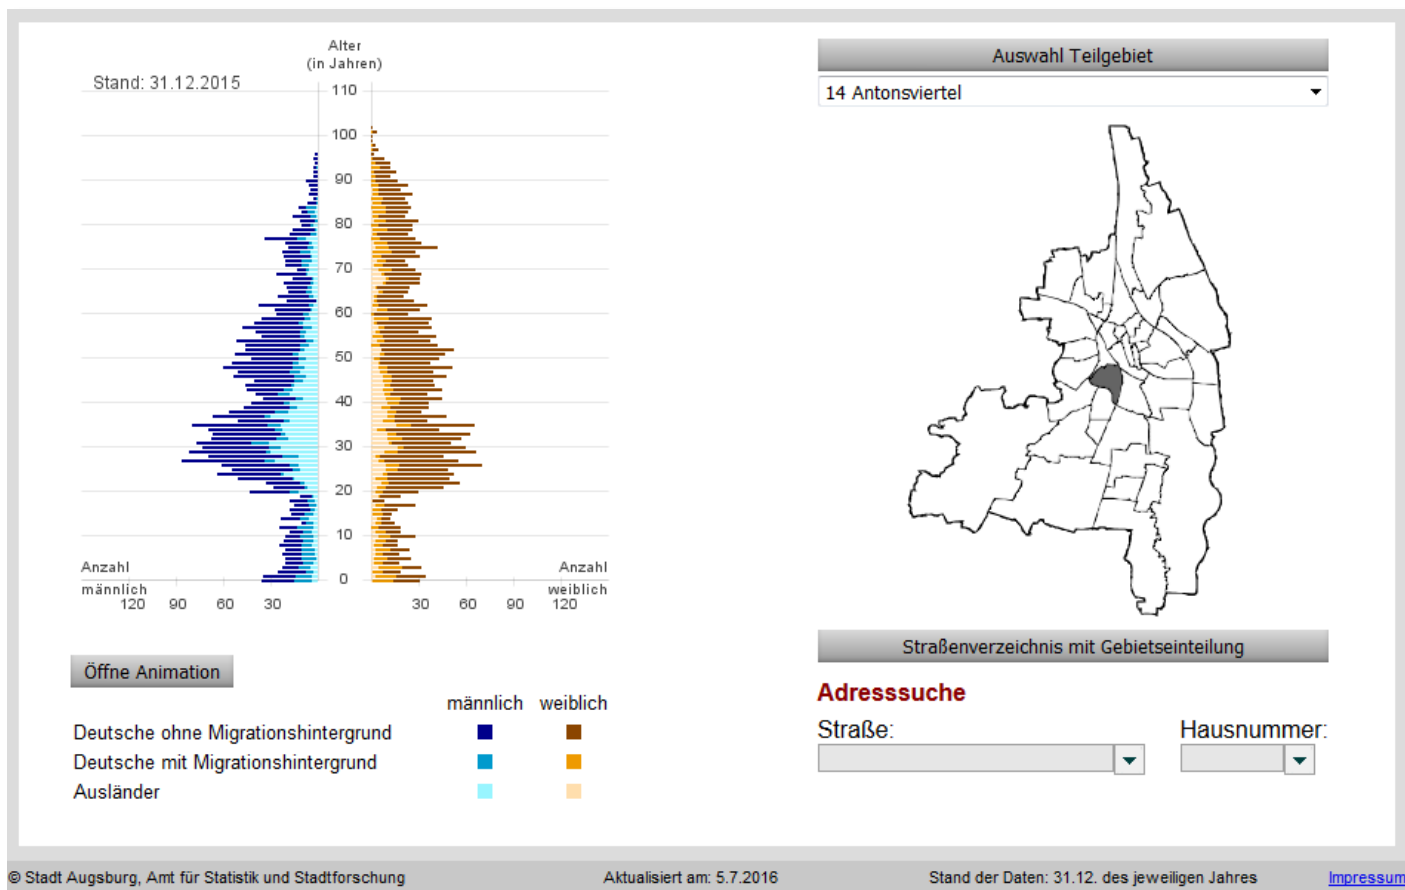 Alter
(in Jahren)
Stand: 31.12.2015
110
100
90
80
70
60
50
40
30
20
10
0
Anzahl
männlich
120 90 60 30
Anzahl
weiblich
30 60 90 120
Öffne Animation
männlich weiblich
Deutsche ohne Migrationshintergrund
Deutsche mit Migrationshintergrund
Ausländer
Auswahl Teilgebiet
14 Antonsviertel
Straßenverzeichnis mit Gebietseinteilung
Adresssuche
Straße: Hausnummer:
© Stadt Augsburg, Amt für Statistik und Stadtforschung Aktualisiert am: 5.7.2016 Stand der Daten: 31.12. des jeweiligen Jahres Impressum